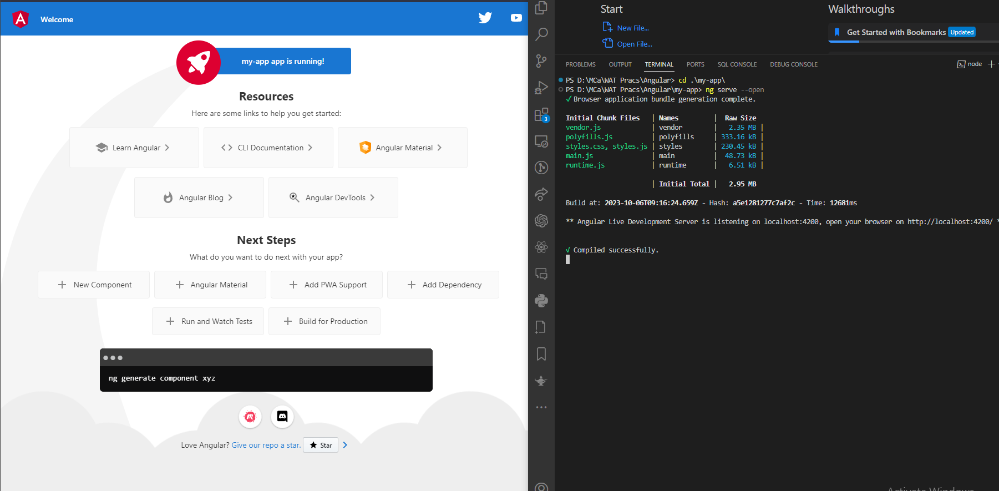 Welcome
my-app app is running!
Resources
Here are some links to help you get started:
Learn Angular
CLI Documentation
Angular Material
Angular Blog
Angular DevTools
Next Steps
What do you want to do next with your app?
New Component
Angular Material
Add PWA Support
Add Dependency
Run and Watch Tests
Build for Production
ng generate component xyz
Love Angular? Give our repo a star. Star
3
Start
New File...
Open File...
Walkthroughs
Get Started with Bookmarks Updated
PROBLEMS OUTPUT TERMINAL PORTS SQL CONSOLE DEBUG CONSOLE node
PS D:\MCa\WAT Pracs\Angular> cd .\my-app\
PS D:\MCa\WAT Pracs\Angular\my-app> ng serve --open
✓ Browser application bundle generation complete.
Initial Chunk Files | Names | Raw Size
vendor.js | vendor | 2.35 MB |
polyfills.js | polyfills | 333.16 kB |
styles.css, styles.js | styles | 230.45 kB |
main.js | main | 48.73 kB |
runtime.js | runtime | 6.51 kB |
| Initial Total | 2.95 MB
Build at: 2023-10-06T09:16:24.659Z - Hash: a5e1281277c7af2c - Time: 12681ms
** Angular Live Development Server is listening on localhost:4200, open your browser on http://localhost:4200/ *
√ Compiled successfully.
Activate Windows